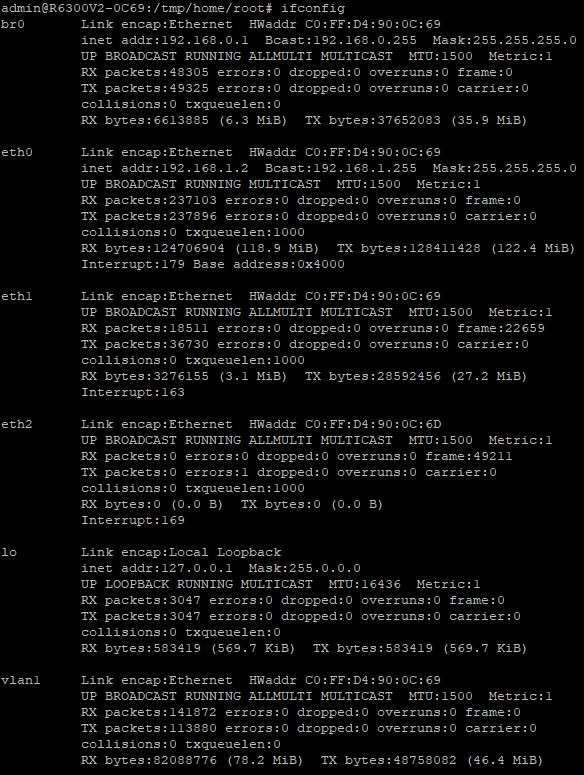 admin@R6300V2-0C69:/tmp/home/root# ifconfig
br0 Link encap:Ethernet HWaddr C0:FF:D4:90:0C:69
inet addr:192.168.0.1 Bcast:192.168.0.255 Mask:255.255.255.0
UP BROADCAST RUNNING ALLMULTI MULTICAST MTU:1500 Metric:1
RX packets:48305 errors:0 dropped:0 overruns:0 frame:0
TX packets:49325 errors:0 dropped:0 overruns:0 carrier:0
collisions:0 txqueuelen:0
RX bytes:6613885 (6.3 MiB) TX bytes:37652083 (35.9 MiB)
eth0 Link encap:Ethernet HWaddr C0:FF:D4:90:0C:69
inet addr:192.168.1.2 Bcast:192.168.1.255 Mask:255.255.255.0
UP BROADCAST RUNNING MULTICAST MTU:1500 Metric:1
RX packets:237103 errors:0 dropped:0 overruns:0 frame:0
TX packets:237896 errors:0 dropped:0 overruns:0 carrier:0
collisions:0 txqueuelen:1000
RX bytes:124706904 (118.9 MiB) TX bytes:128411428 (122.4 MiB)
Interrupt:179 Base address:0x4000
eth1 Link encap:Ethernet HWaddr C0:FF:D4:90:0C:69
UP BROADCAST RUNNING ALLMULTI MULTICAST MTU:1500 Metric:1
RX packets:18511 errors:0 dropped:0 overruns:0 frame:22659
TX packets:36730 errors:0 dropped:0 overruns:0 carrier:0
collisions:0 txqueuelen:1000
RX bytes:3276155 (3.1 MiB) TX bytes:28592456 (27.2 MiB)
Interrupt:163
eth2 Link encap:Ethernet HWaddr C0:FF:D4:90:0C:6D
UP BROADCAST RUNNING ALLMULTI MULTICAST MTU:1500 Metric:1
RX packets:0 errors:0 dropped:0 overruns:0 frame:49211
TX packets:0 errors:1 dropped:0 overruns:0 carrier:0
collisions:0 txqueuelen:1000
RX bytes:0 (0.0 B) TX bytes:0 (0.0 B)
Interrupt:169
lo Link encap:Local Loopback
inet addr:127.0.0.1 Mask:255.0.0.0
UP LOOPBACK RUNNING MULTICAST MTU:16436 Metric:1
RX packets:3047 errors:0 dropped:0 overruns:0 frame:0
TX packets:3047 errors:0 dropped:0 overruns:0 carrier:0
collisions:0 txqueuelen:0
RX bytes:583419 (569.7 KiB) TX bytes:583419 (569.7 KiB)
vlan1 Link encap:Ethernet HWaddr C0:FF:D4:90:0C:69
UP BROADCAST RUNNING ALLMULTI MULTICAST MTU:1500 Metric:1
RX packets:141872 errors:0 dropped:0 overruns:0 frame:0
TX packets:113880 errors:0 dropped:0 overruns:0 carrier:0
collisions:0 txqueuelen:0
RX bytes:82088776 (78.2 MiB) TX bytes:48758082 (46.4 MiB)